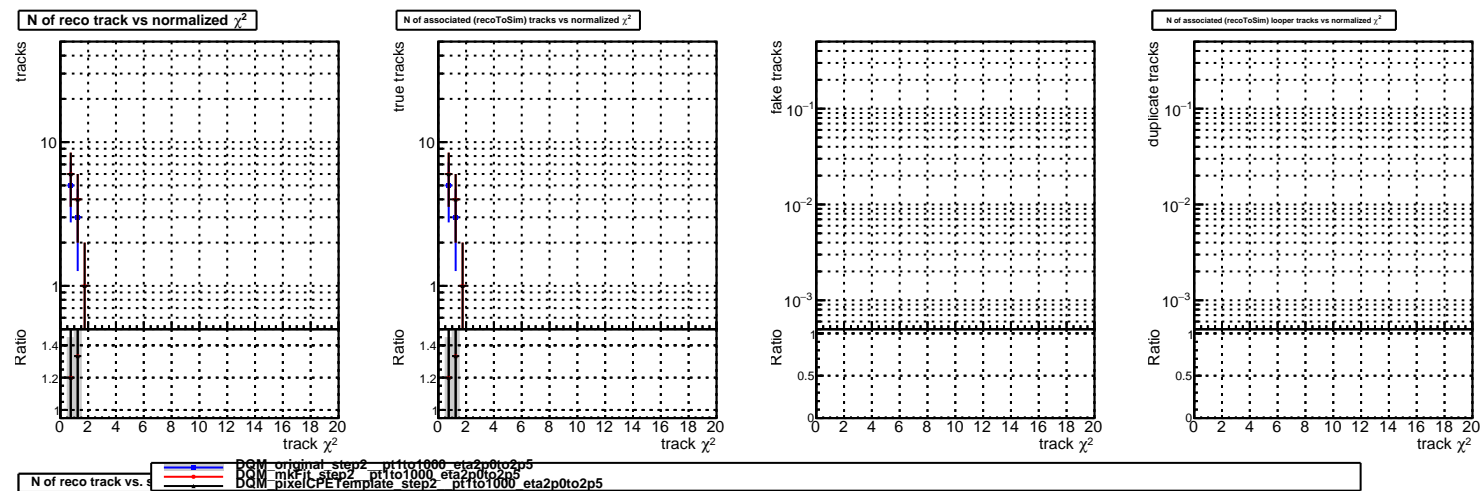 N of reco track vs normalized χ²
N of associated (recoToSim) tracks vs normalized χ²
N of associated (recoToSim) looper tracks vs normalized χ²
tracks
10
1
Ratio
1.4
1.2
1
0 2 4 6 8 10 12 14 16 18 20
track χ²
true tracks
10
1
Ratio
1.4
1.2
1
0 2 4 6 8 10 12 14 16 18 20
track χ²
fake tracks
10⁻¹
10⁻²
10⁻³
Ratio
1
0.5
0
0 2 4 6 8 10 12 14 16 18 20
track χ²
duplicate tracks
10⁻¹
10⁻²
10⁻³
Ratio
1
0.5
0
0 2 4 6 8 10 12 14 16 18 20
track χ²
DQM_original_step2__pt1to1000_eta2p0to2p5
DQM_mkFit_step2__pt1to1000_eta2p0to2p5
DQM_pixelCPETemplate_step2__pt1to1000_eta2p0to2p5
N of reco track vs.